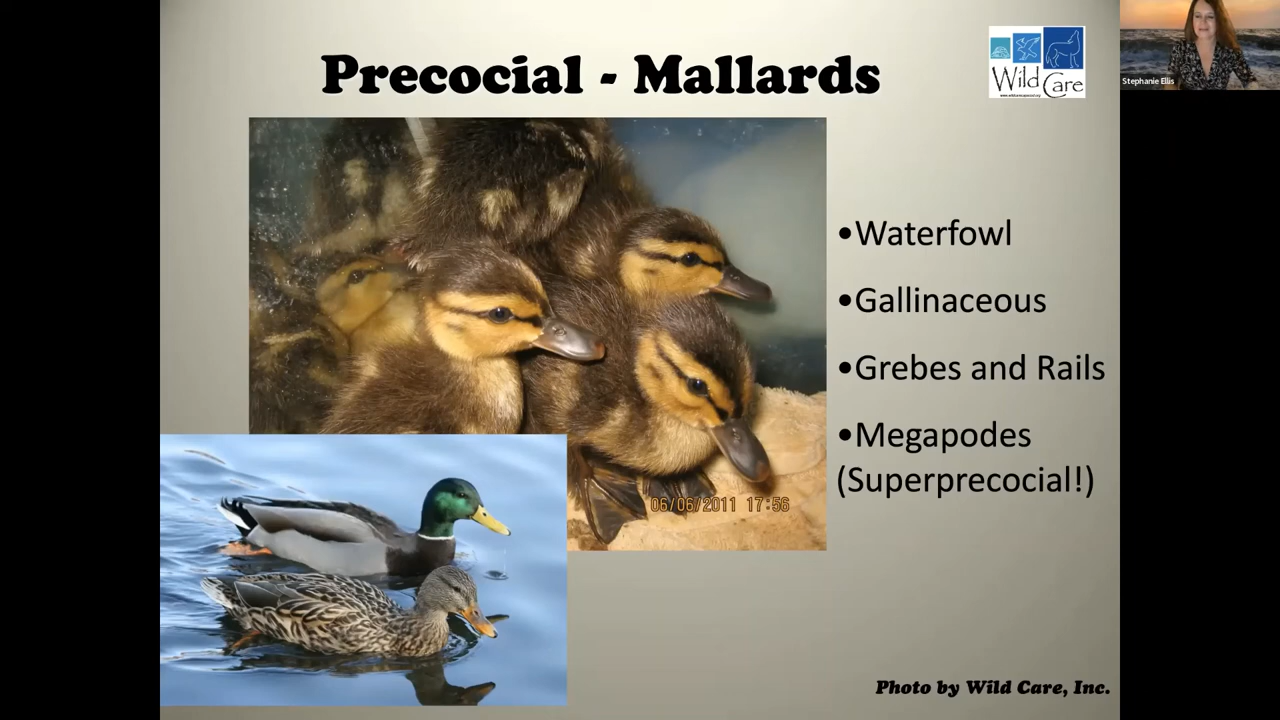 Precocial - Mallards
Wild Care
Stephanie Ellis
•Waterfowl
•Gallinaceous
•Grebes and Rails
•Megapodes
(Superprecocial!)
06/06/2011 17:56
Photo by Wild Care, Inc.